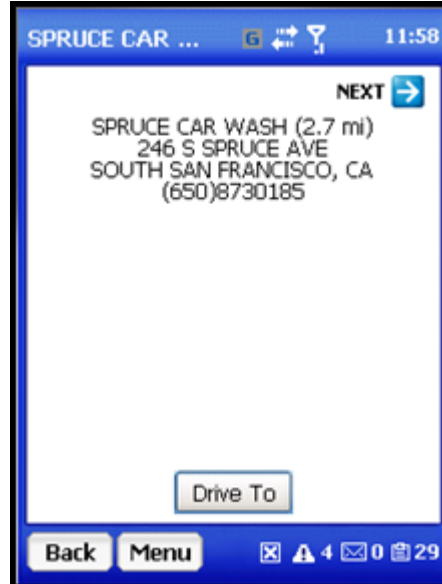 SPRUCE CAR ... G 11:58
NEXT
SPRUCE CAR WASH (2.7 mi)
246 S SPRUCE AVE
SOUTH SAN FRANCISCO, CA
(650)8730185
Drive To
Back Menu 4 0 29